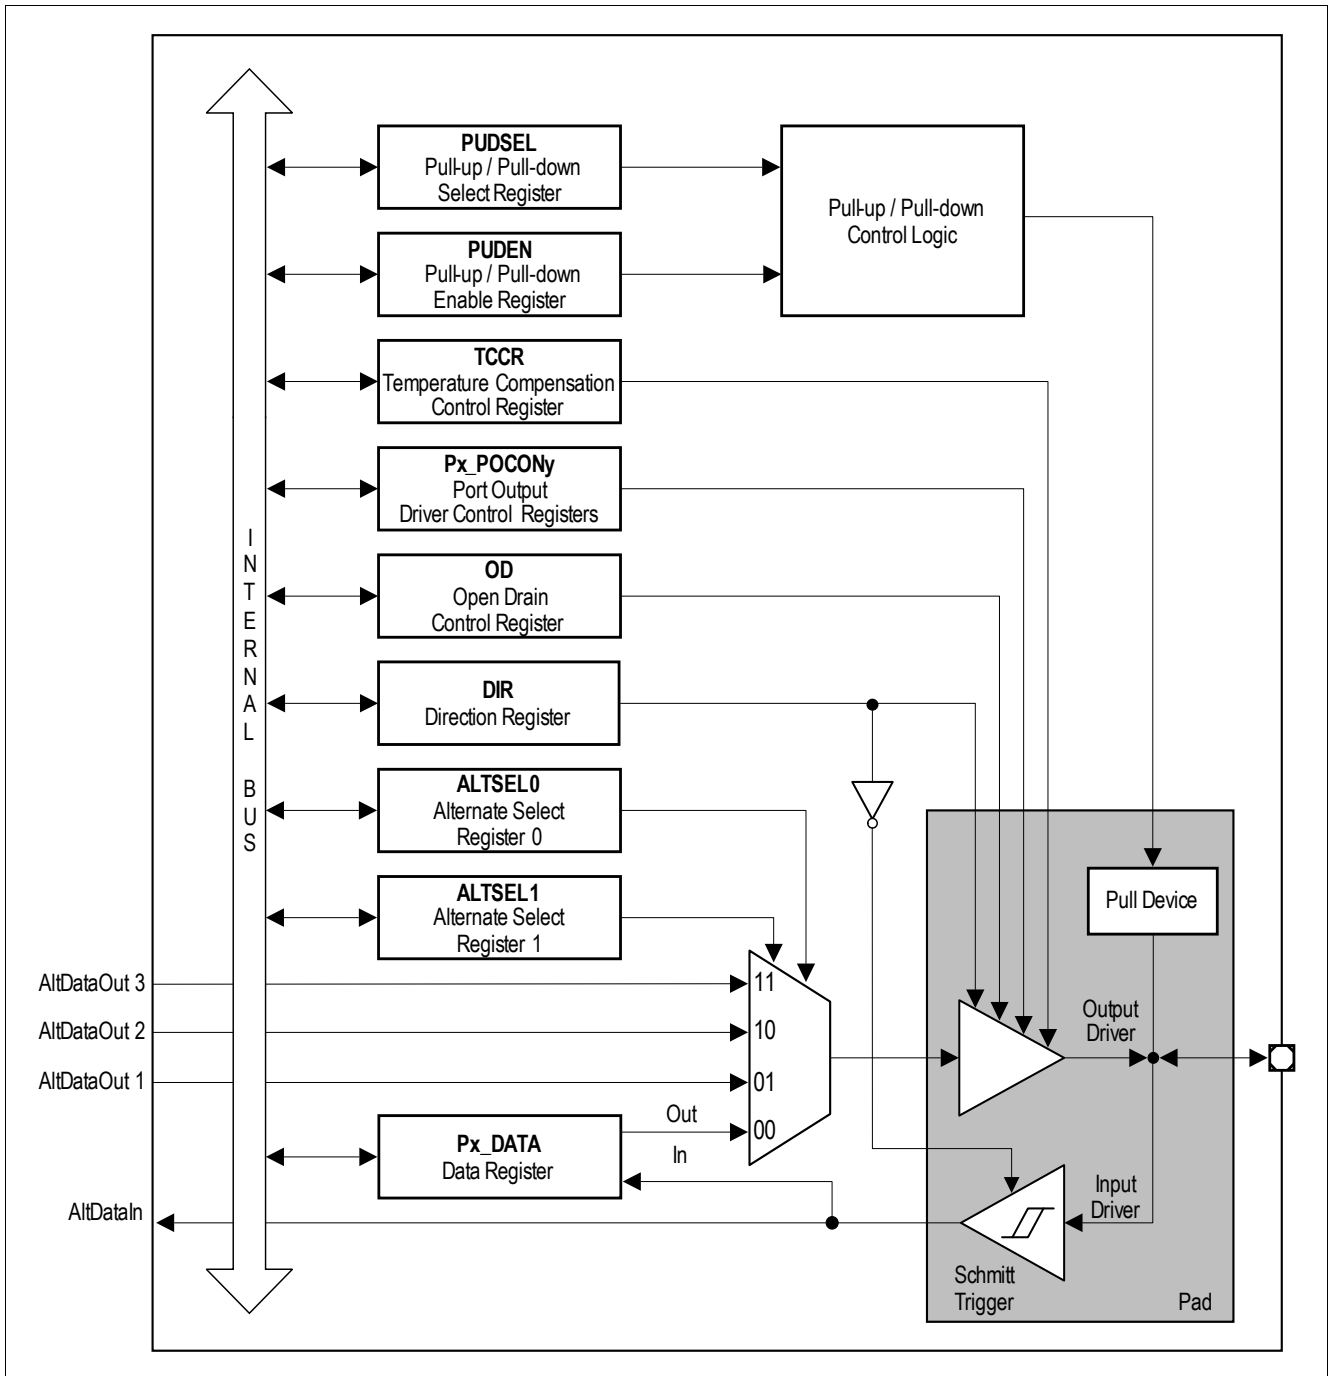 PUDSEL
Pull-up / Pull-down
Select Register
Pull-up / Pull-down
Control Logic
PUDEN
Pull-up / Pull-down
Enable Register
TCCR
Temperature Compensation
Control Register
Px_POCONy
Port Output
Driver Control Registers
INTERNAL BUS
OD
Open Drain
Control Register
DIR
Direction Register
ALTSEL0
Alternate Select
Register 0
ALTSEL1
Alternate Select
Register 1
Pull Device
AltDataOut 3
11
AltDataOut 2
10
AltDataOut 1
01
Output
Driver
Out
00
In
Px_DATA
Data Register
AltDataIn
Input
Driver
Schmitt
Trigger
Pad